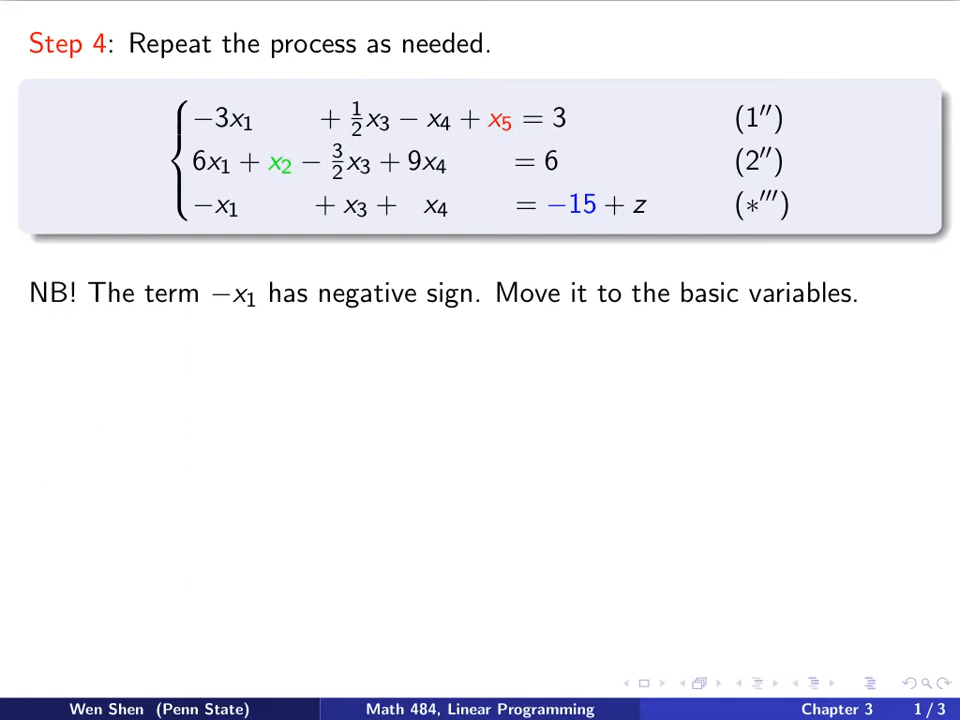 Step 4: Repeat the process as needed.
−3x₁ + ½x₃ − x₄ + x₅ = 3 (1″)
6x₁ + x₂ − 3/2x₃ + 9x₄ = 6 (2″)
−x₁ + x₃ + x₄ = −15 + z (∗‴)
NB! The term −x₁ has negative sign. Move it to the basic variables.
Wen Shen (Penn State) Math 484, Linear Programming Chapter 3 1 / 3